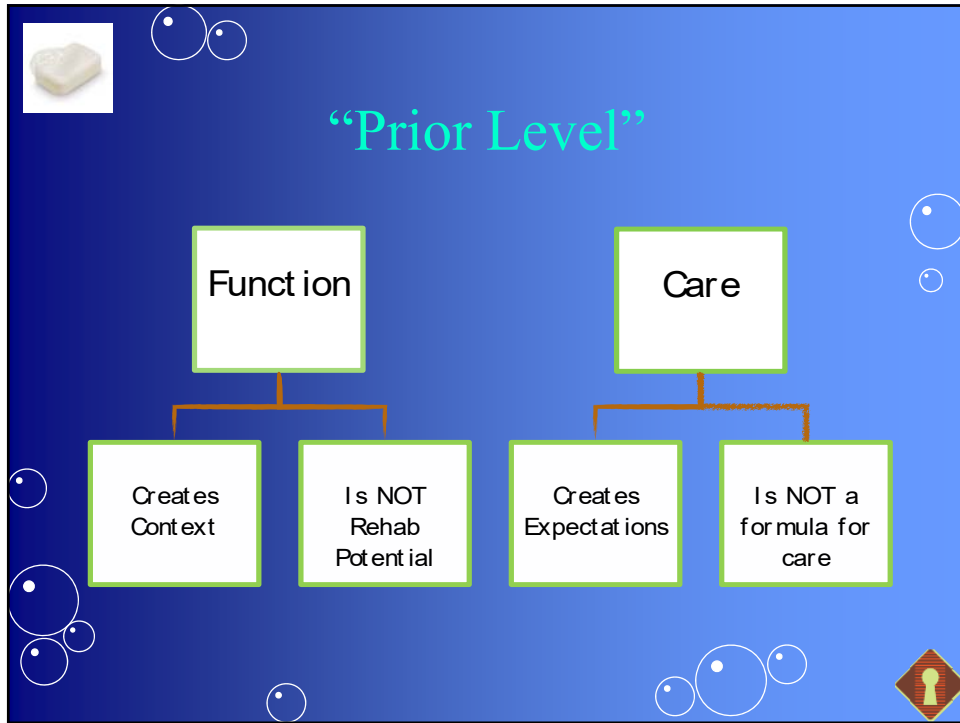 “Prior Level”
Function
Care
Creates
Context
Is NOT
Rehab
Potential
Creates
Expectations
Is NOT a
formula for
care